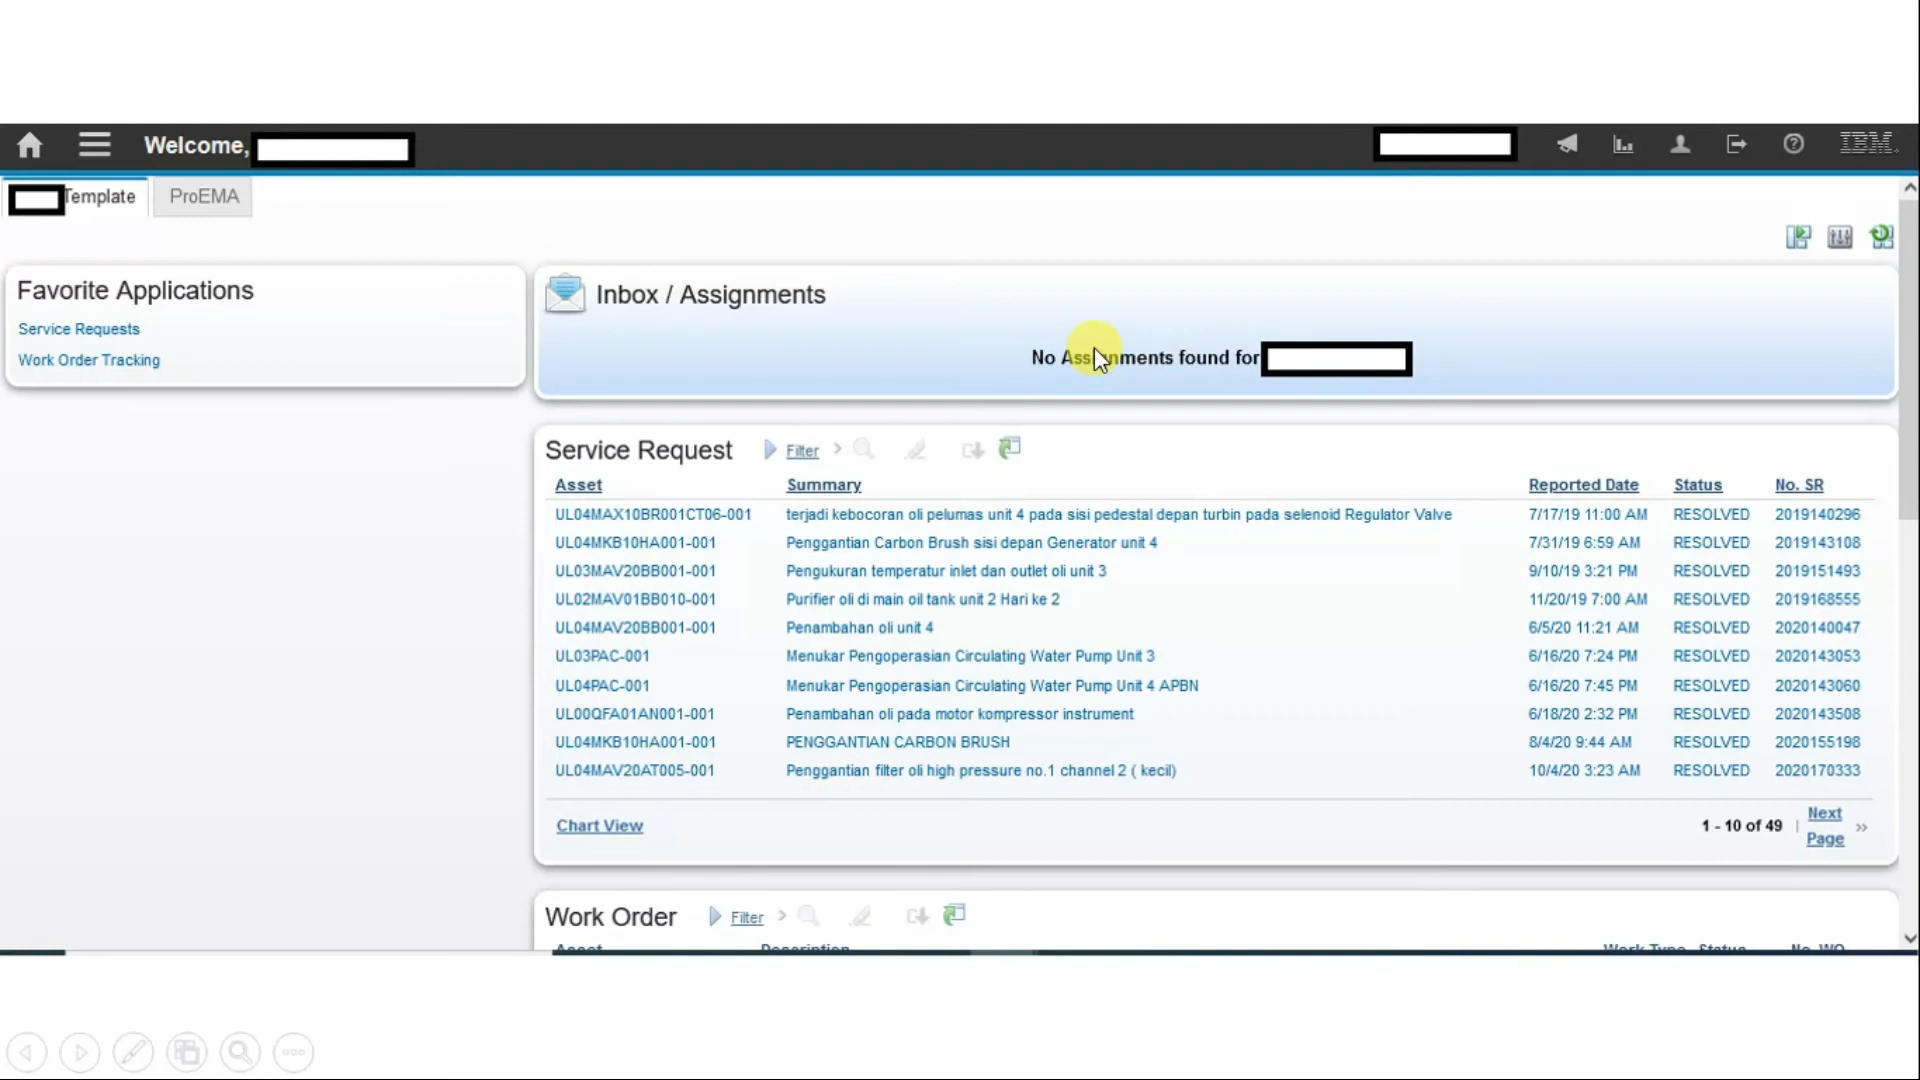 Welcome,
IBM.
Template
ProEMA
Favorite Applications
Service Requests
Work Order Tracking
Inbox / Assignments
No Assignments found for
Service Request Filter
Asset Summary Reported Date Status No. SR
UL04MAX10BR001CT06-001 terjadi kebocoran oli pelumas unit 4 pada sisi pedestal depan turbin pada selenoid Regulator Valve 7/17/19 11:00 AM RESOLVED 2019140296
UL04MKB10HA001-001 Penggantian Carbon Brush sisi depan Generator unit 4 7/31/19 6:59 AM RESOLVED 2019143108
UL03MAV20BB001-001 Pengukuran temperatur inlet dan outlet oli unit 3 9/10/19 3:21 PM RESOLVED 2019151493
UL02MAV01BB010-001 Purifier oli di main oil tank unit 2 Hari ke 2 11/20/19 7:00 AM RESOLVED 2019168555
UL04MAV20BB001-001 Penambahan oli unit 4 6/5/20 11:21 AM RESOLVED 2020140047
UL03PAC-001 Menukar Pengoperasian Circulating Water Pump Unit 3 6/16/20 7:24 PM RESOLVED 2020143053
UL04PAC-001 Menukar Pengoperasian Circulating Water Pump Unit 4 APBN 6/16/20 7:45 PM RESOLVED 2020143060
UL00QFA01AN001-001 Penambahan oli pada motor kompressor instrument 6/18/20 2:32 PM RESOLVED 2020143508
UL04MKB10HA001-001 PENGGANTIAN CARBON BRUSH 8/4/20 9:44 AM RESOLVED 2020155198
UL04MAV20AT005-001 Penggantian filter oli high pressure no.1 channel 2 ( kecil) 10/4/20 3:23 AM RESOLVED 2020170333
Chart View 1 - 10 of 49 | Next Page »
Work Order Filter
Asset Description Work Type Status No. WO